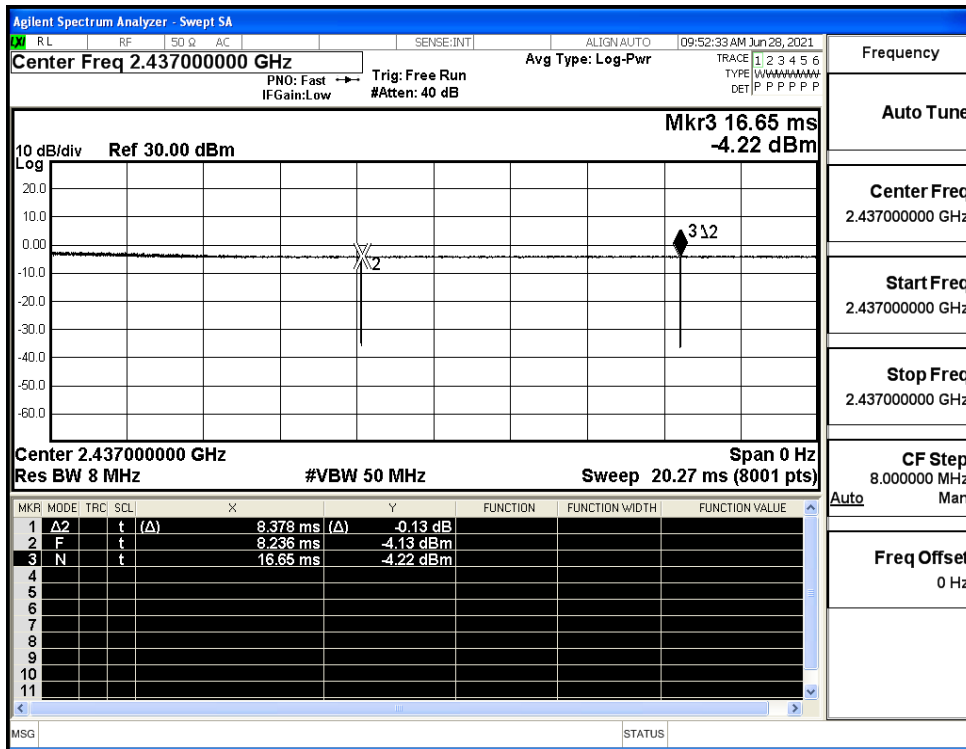 Agilent Spectrum Analyzer - Swept SA
LXI RL RF 50 Ω AC SENSE:INT ALIGNAUTO 09:52:33 AM Jun 28, 2021
Center Freq 2.437000000 GHz
PNO: Fast
IFGain:Low
Trig: Free Run
#Atten: 40 dB
Avg Type: Log-Pwr
TRACE 1 2 3 4 5 6
TYPE WWWWWW
DET P P P P P P
Mkr3 16.65 ms
-4.22 dBm
10 dB/div Ref 30.00 dBm
Log
20.0
10.0
0.00
-10.0
-20.0
-30.0
-40.0
-50.0
-60.0
2
3 Δ2
Center 2.437000000 GHz Span 0 Hz
Res BW 8 MHz #VBW 50 MHz Sweep 20.27 ms (8001 pts)
MKR MODE TRC SCL X Y FUNCTION FUNCTION WIDTH FUNCTION VALUE
1 Δ2 t (Δ) 8.378 ms (Δ) -0.13 dB
2 F t 8.236 ms -4.13 dBm
3 N t 16.65 ms -4.22 dBm
4
5
6
7
8
9
10
11
MSG STATUS
Frequency
Auto Tune
Center Freq
2.437000000 GHz
Start Freq
2.437000000 GHz
Stop Freq
2.437000000 GHz
CF Step
8.000000 MHz
Auto Man
Freq Offset
0 Hz